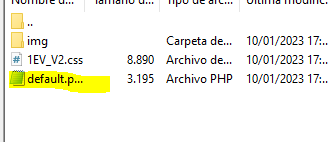 Nombre d... Tamaño d... Tipo de arc... Última modific...
..
img Carpeta de... 10/01/2023 17:...
1EV_V2.css 8.890 Archivo de... 10/01/2023 17:...
default.p... 3.195 Archivo PHP 10/01/2023 17:...